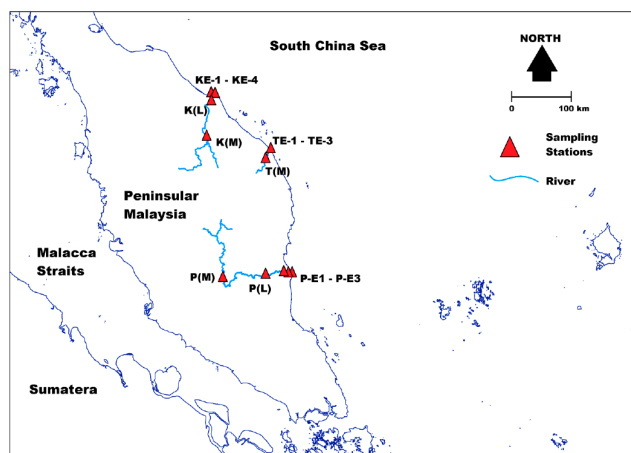 South China Sea
NORTH
0 100 km
KE-1 - KE-4
K(L)
K(M)
TE-1 - TE-3
T(M)
Sampling
Stations
River
Peninsular
Malaysia
Malacca
Straits
P(M)
P(L)
P-E1 - P-E3
Sumatera